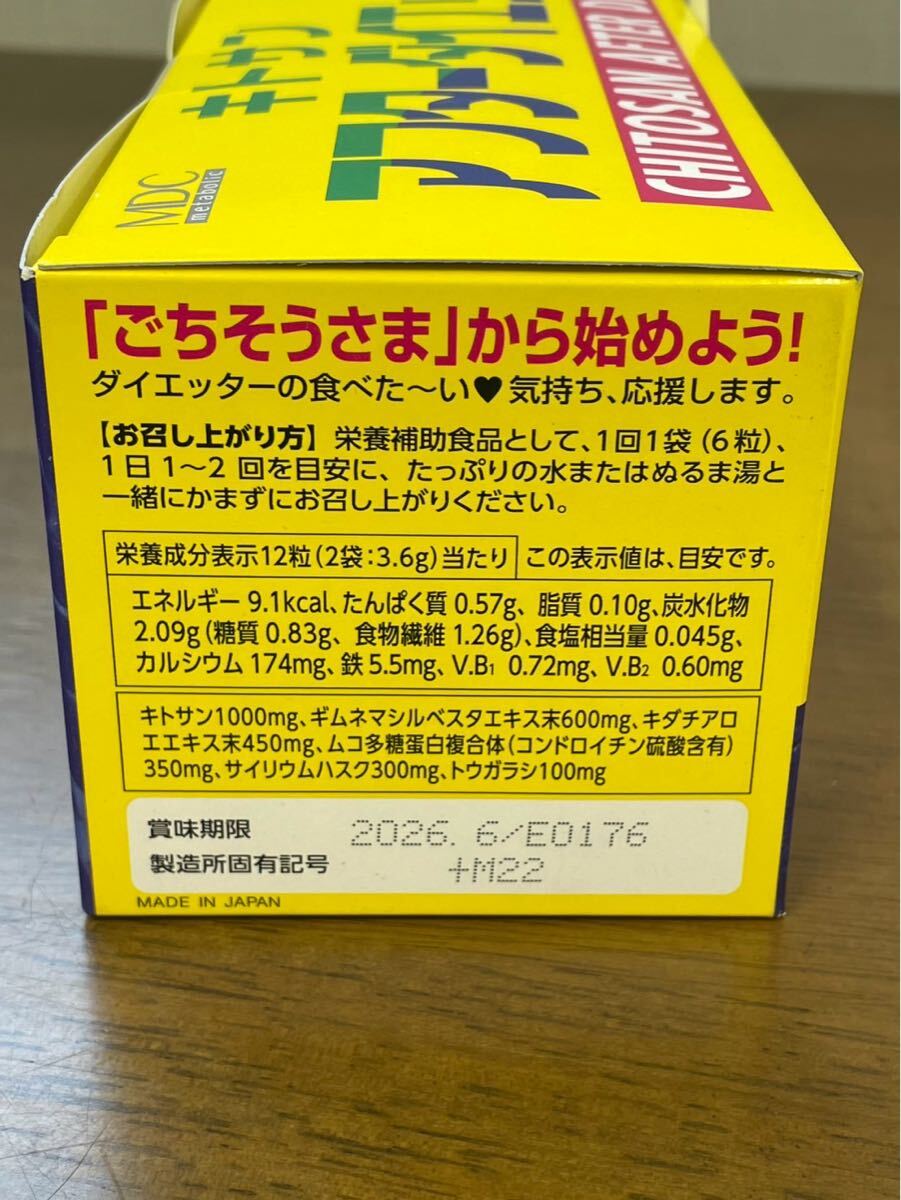 キトサン
アフターダイエ
CHITOSAN AFTER D
MDC
metabolic
「ごちそうさま」から始めよう!
ダイエッターの食べた〜い♥気持ち、応援します。
【お召し上がり方】栄養補助食品として、1回1袋(6粒)、
1日1〜2回を目安に、たっぷりの水またはぬるま湯と
一緒にかまずにお召し上がりください。
栄養成分表示12粒(2袋:3.6g)当たり この表示値は、目安です。
エネルギー 9.1kcal、たんぱく質 0.57g、脂質 0.10g、炭水化物
2.09g(糖質 0.83g、食物繊維 1.26g)、食塩相当量 0.045g、
カルシウム 174mg、鉄 5.5mg、V.B₁ 0.72mg、V.B₂ 0.60mg
キトサン1000mg、ギムネマシルベスタエキス末600mg、キダチアロ
エエキス末450mg、ムコ多糖蛋白複合体(コンドロイチン硫酸含有)
350mg、サイリウムハスク300mg、トウガラシ100mg
賞味期限 2026. 6/E0176
製造所固有記号 +M22
MADE IN JAPAN